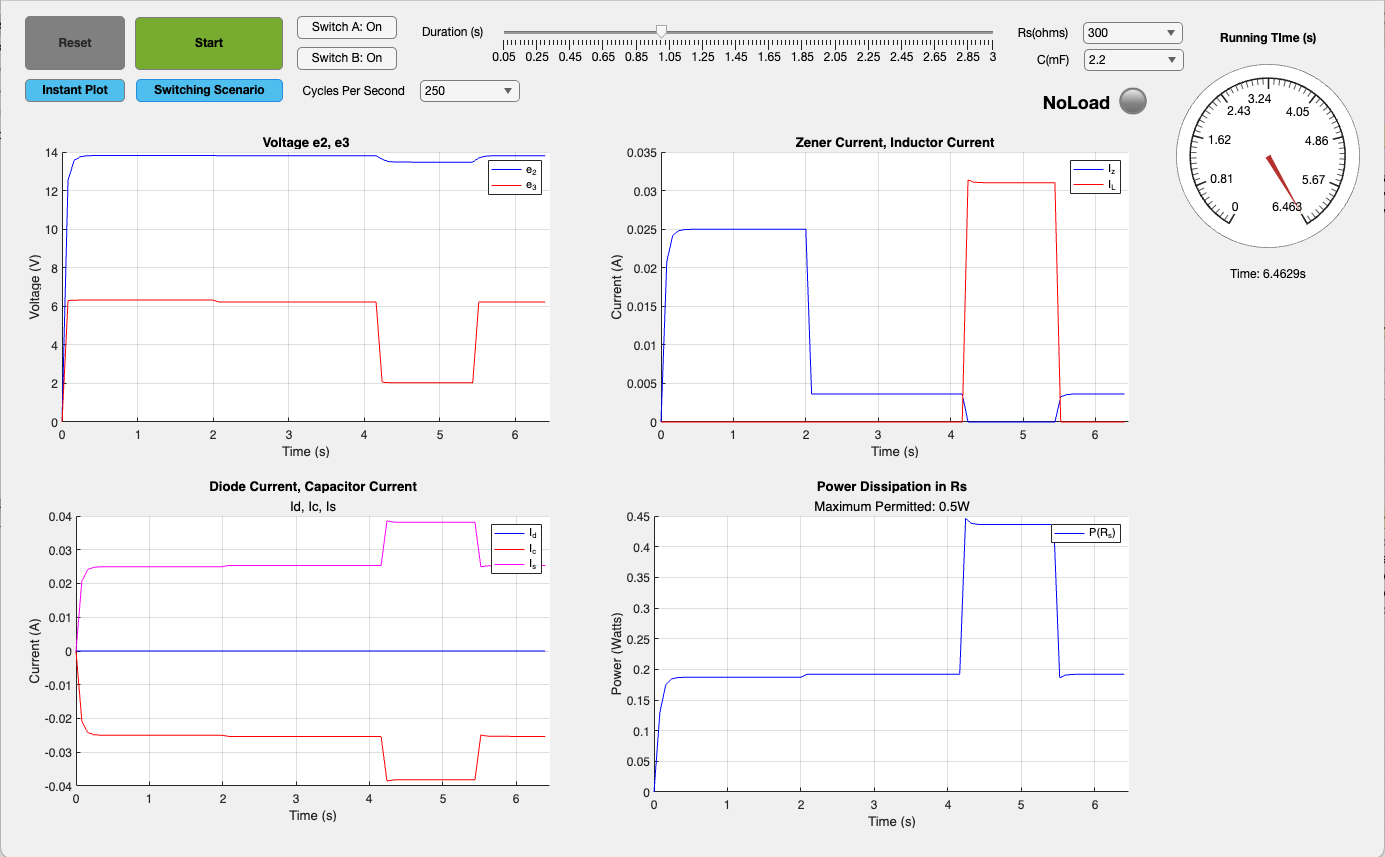 Reset
Start
Switch A: On
Switch B: On
Instant Plot
Switching Scenario
Cycles Per Second
250
Duration (s)
0.05 0.25 0.45 0.65 0.85 1.05 1.25 1.45 1.65 1.85 2.05 2.25 2.45 2.65 2.85 3
Rs(ohms)
300
C(mF)
2.2
NoLoad
Running TIme (s)
0
0.81
1.62
2.43
3.24
4.05
4.86
5.67
6.463
Time: 6.4629s
Voltage e2, e3
14
12
10
8
6
4
2
0
Voltage (V)
e2
e3
0 1 2 3 4 5 6
Time (s)
Zener Current, Inductor Current
0.035
0.03
0.025
0.02
0.015
0.01
0.005
0
Current (A)
Iz
IL
0 1 2 3 4 5 6
Time (s)
Diode Current, Capacitor Current
Id, Ic, Is
0.04
0.03
0.02
0.01
0
-0.01
-0.02
-0.03
-0.04
Current (A)
Id
Ic
Is
0 1 2 3 4 5 6
Time (s)
Power Dissipation in Rs
Maximum Permitted: 0.5W
0.45
0.4
0.35
0.3
0.25
0.2
0.15
0.1
0.05
0
Power (Watts)
P(Rs)
0 1 2 3 4 5 6
Time (s)